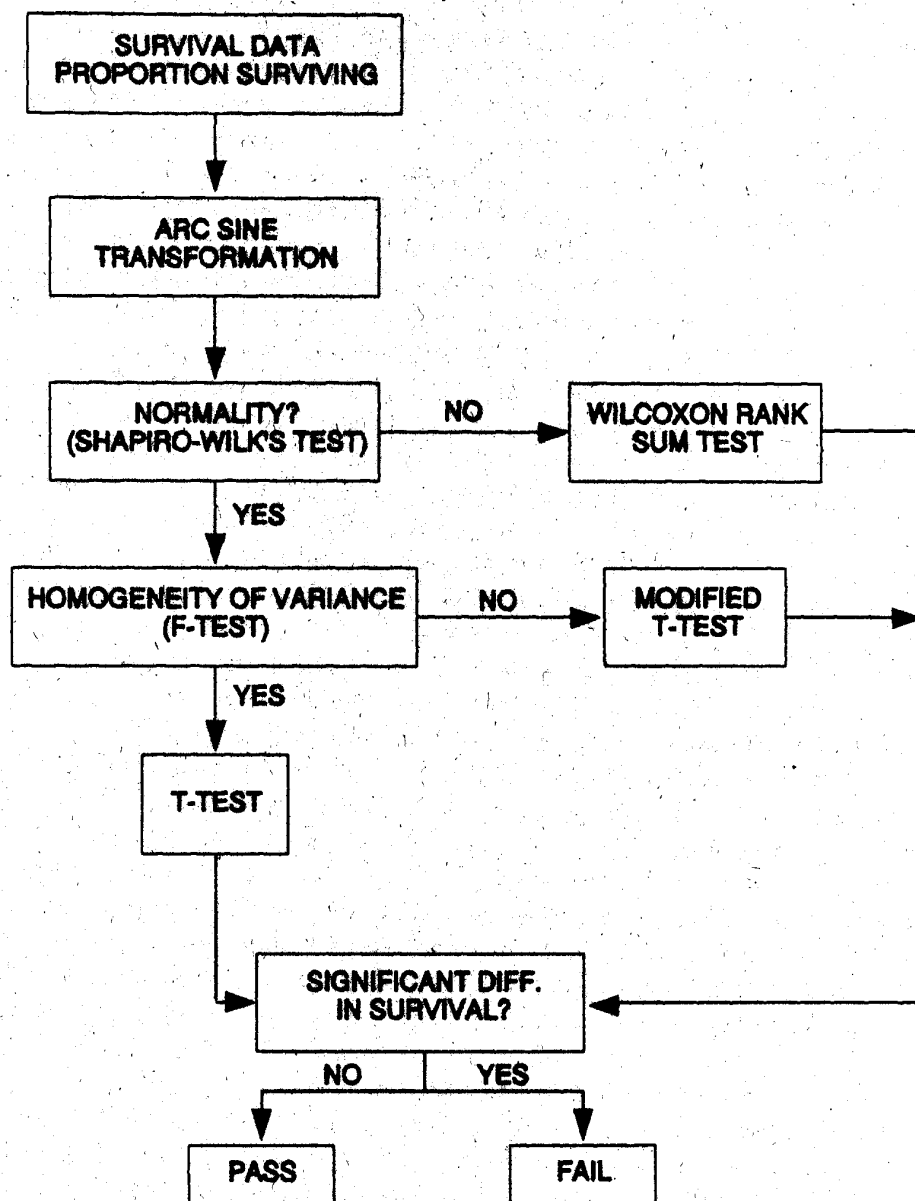 SURVIVAL DATA
PROPORTION SURVIVING
ARC SINE
TRANSFORMATION
NORMALITY?
(SHAPIRO-WILK'S TEST)
NO
WILCOXON RANK
SUM TEST
YES
HOMOGENEITY OF VARIANCE
(F-TEST)
NO
MODIFIED
T-TEST
YES
T-TEST
SIGNIFICANT DIFF.
IN SURVIVAL?
NO
YES
PASS
FAIL